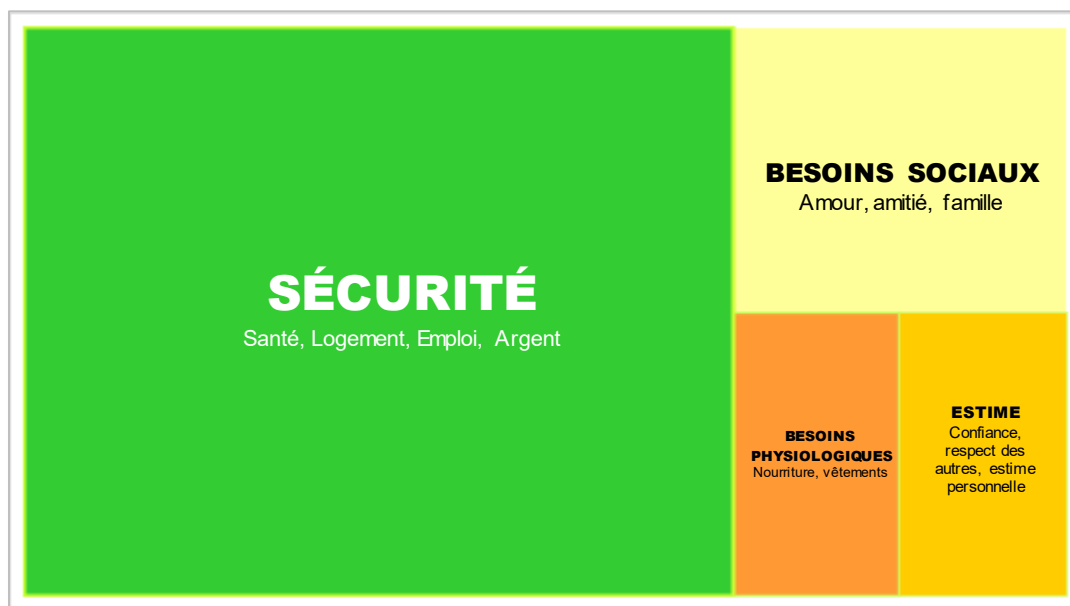 SÉCURITÉ
Santé, Logement, Emploi, Argent
BESOINS SOCIAUX
Amour, amitié, famille
BESOINS
PHYSIOLOGIQUES
Nourriture, vêtements
ESTIME
Confiance,
respect des
autres, estime
personnelle